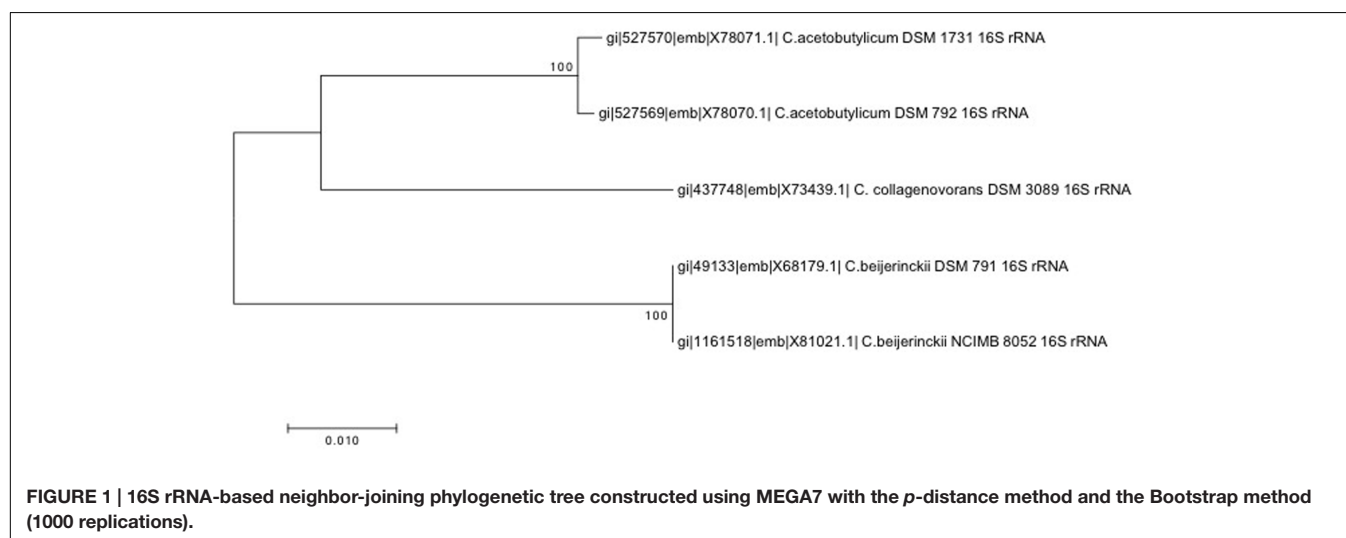 gi|527570|emb|X78071.1| C.acetobutylicum DSM 1731 16S rRNA
100
gi|527569|emb|X78070.1| C.acetobutylicum DSM 792 16S rRNA
gi|437748|emb|X73439.1| C. collagenovorans DSM 3089 16S rRNA
gi|49133|emb|X68179.1| C.beijerinckii DSM 791 16S rRNA
100
gi|1161518|emb|X81021.1| C.beijerinckii NCIMB 8052 16S rRNA
0.010
FIGURE 1 | 16S rRNA-based neighbor-joining phylogenetic tree constructed using MEGA7 with the p-distance method and the Bootstrap method
(1000 replications).